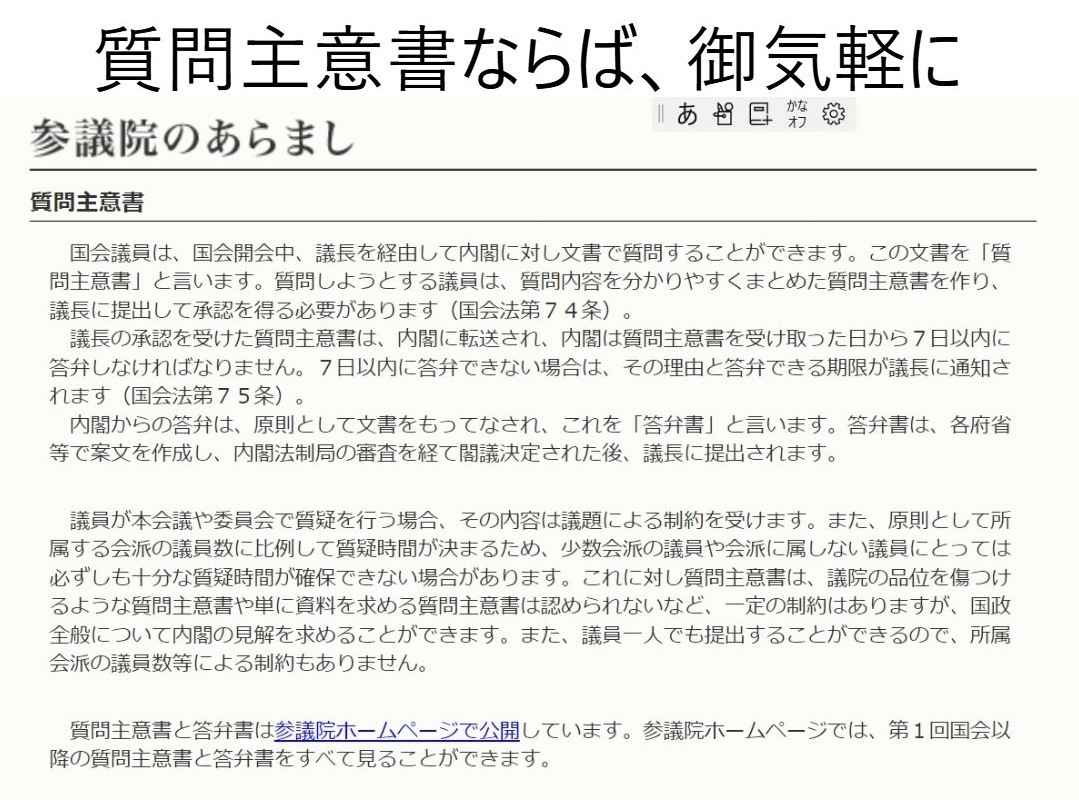 質問主意書ならば、御気軽に
あ かな
オフ
参議院のあらまし
質問主意書
国会議員は、国会開会中、議長を経由して内閣に対し文書で質問することができます。この文書を「質
問主意書」と言います。質問しようとする議員は、質問内容を分かりやすくまとめた質問主意書を作り、
議長に提出して承認を得る必要があります（国会法第７４条）。
議長の承認を受けた質問主意書は、内閣に転送され、内閣は質問主意書を受け取った日から７日以内に
答弁しなければなりません。７日以内に答弁できない場合は、その理由と答弁できる期限が議長に通知さ
れます（国会法第７５条）。
内閣からの答弁は、原則として文書をもってなされ、これを「答弁書」と言います。答弁書は、各府省
等で案文を作成し、内閣法制局の審査を経て閣議決定された後、議長に提出されます。
議員が本会議や委員会で質疑を行う場合、その内容は議題による制約を受けます。また、原則として所
属する会派の議員数に比例して質疑時間が決まるため、少数会派の議員や会派に属しない議員にとっては
必ずしも十分な質疑時間が確保できない場合があります。これに対し質問主意書は、議院の品位を傷つけ
るような質問主意書や単に資料を求める質問主意書は認められないなど、一定の制約はありますが、国政
全般について内閣の見解を求めることができます。また、議員一人でも提出することができるので、所属
会派の議員数等による制約もありません。
質問主意書と答弁書は参議院ホームページで公開しています。参議院ホームページでは、第１回国会以
降の質問主意書と答弁書をすべて見ることができます。